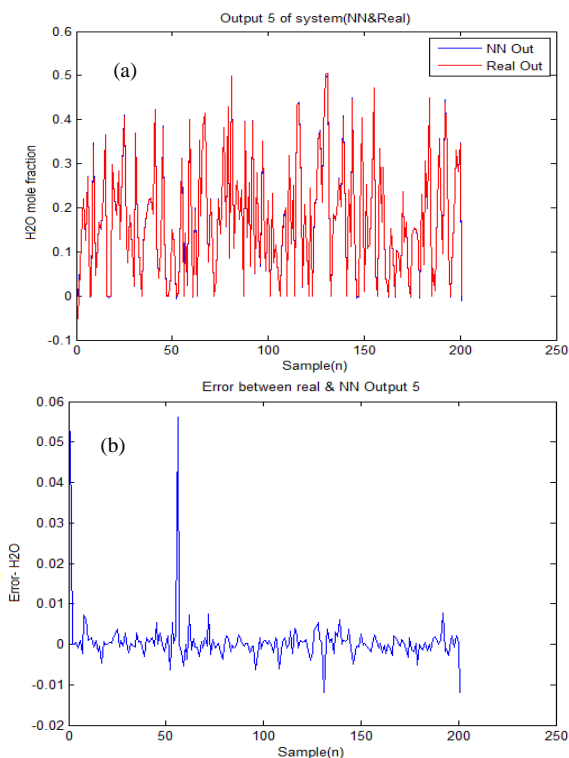 Output 5 of system(NN&Real)
0.6
0.5
0.4
0.3
0.2
0.1
0
-0.1
H2O mole fraction
(a)
NN Out
Real Out
0
50
100
150
200
250
Sample(n)
Error between real & NN Output 5
0.06
0.05
0.04
0.03
0.02
0.01
0
-0.01
-0.02
Error- H2O
(b)
0
50
100
150
200
250
Sample(n)